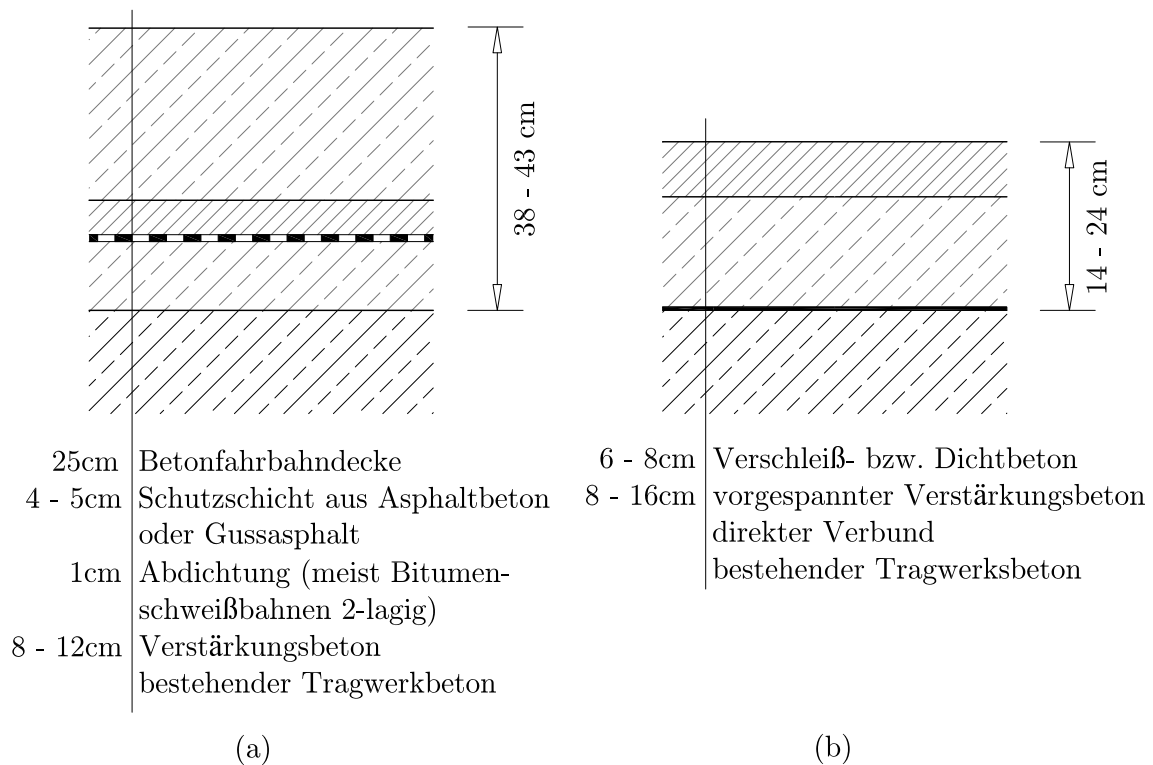 38 - 43 cm
25cm Betonfahrbahndecke
4 - 5cm Schutzschicht aus Asphaltbeton
oder Gussasphalt
1cm Abdichtung (meist Bitumen-
schweißbahnen 2-lagig)
8 - 12cm Verstärkungsbeton
bestehender Tragwerkbeton
(a)
14 - 24 cm
6 - 8cm Verschleiß- bzw. Dichtbeton
8 - 16cm vorgespannter Verstärkungsbeton
direkter Verbund
bestehender Tragwerksbeton
(b)